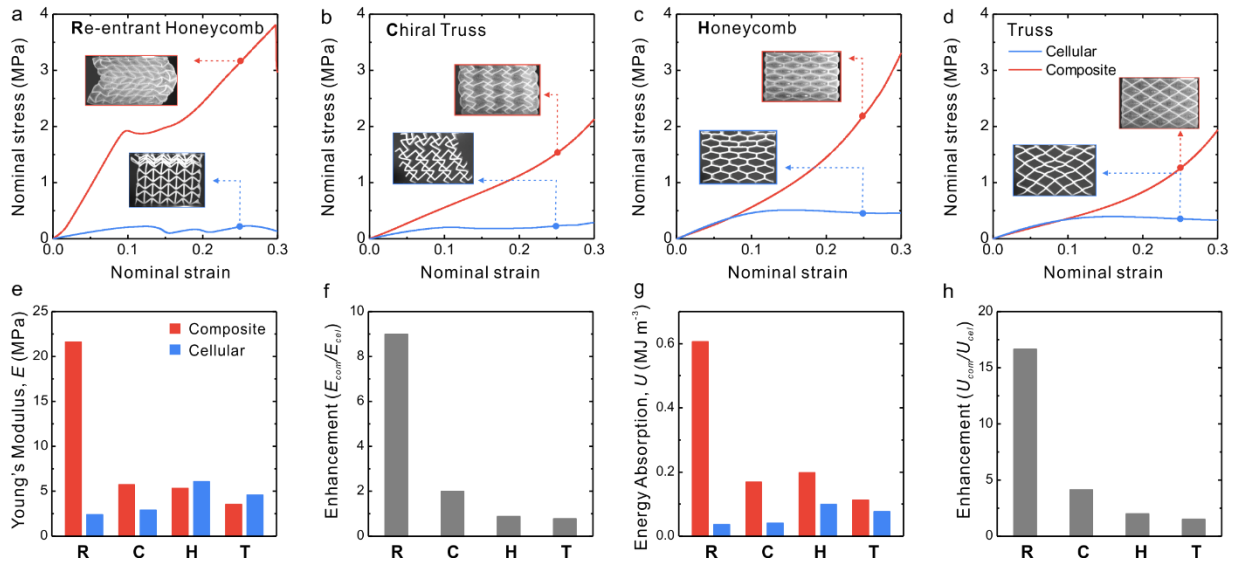 a
Re-entrant Honeycomb
Nominal stress (MPa)
4
3
2
1
0
0.0 0.1 0.2 0.3
Nominal strain
b
Chiral Truss
Nominal stress (MPa)
4
3
2
1
0
0.0 0.1 0.2 0.3
Nominal strain
c
Honeycomb
Nominal stress (MPa)
4
3
2
1
0
0.0 0.1 0.2 0.3
Nominal strain
d
Truss
Cellular
Composite
Nominal stress (MPa)
4
3
2
1
0
0.0 0.1 0.2 0.3
Nominal strain
e
Composite
Cellular
Young's Modulus, E (MPa)
25
20
15
10
5
0
R C H T
f
Enhancement (E_com/E_cel)
10
8
6
4
2
0
R C H T
g
Energy Absorption, U (MJ m⁻³)
0.6
0.4
0.2
0.0
R C H T
h
Enhancement (U_com/U_cel)
20
15
10
5
0
R C H T